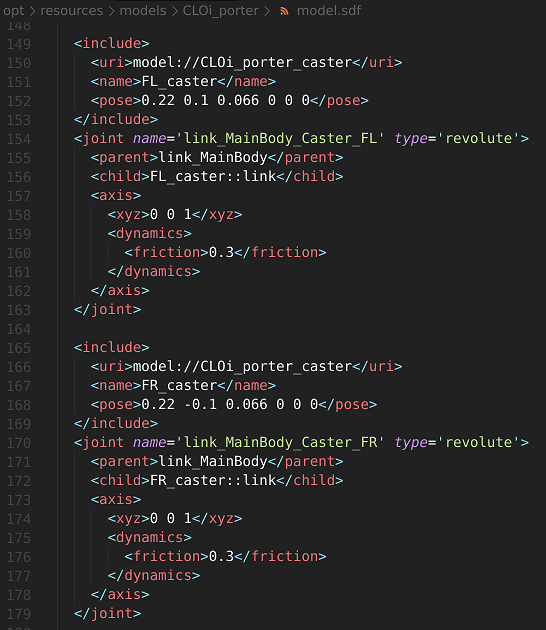 opt > resources > models > CLOi_porter > model.sdf
148
149 <include>
150 <uri>model://CLOi_porter_caster</uri>
151 <name>FL_caster</name>
152 <pose>0.22 0.1 0.066 0 0 0</pose>
153 </include>
154 <joint name='link_MainBody_Caster_FL' type='revolute'>
155 <parent>link_MainBody</parent>
156 <child>FL_caster::link</child>
157 <axis>
158 <xyz>0 0 1</xyz>
159 <dynamics>
160 <friction>0.3</friction>
161 </dynamics>
162 </axis>
163 </joint>
164
165 <include>
166 <uri>model://CLOi_porter_caster</uri>
167 <name>FR_caster</name>
168 <pose>0.22 -0.1 0.066 0 0 0</pose>
169 </include>
170 <joint name='link_MainBody_Caster_FR' type='revolute'>
171 <parent>link_MainBody</parent>
172 <child>FR_caster::link</child>
173 <axis>
174 <xyz>0 0 1</xyz>
175 <dynamics>
176 <friction>0.3</friction>
177 </dynamics>
178 </axis>
179 </joint>